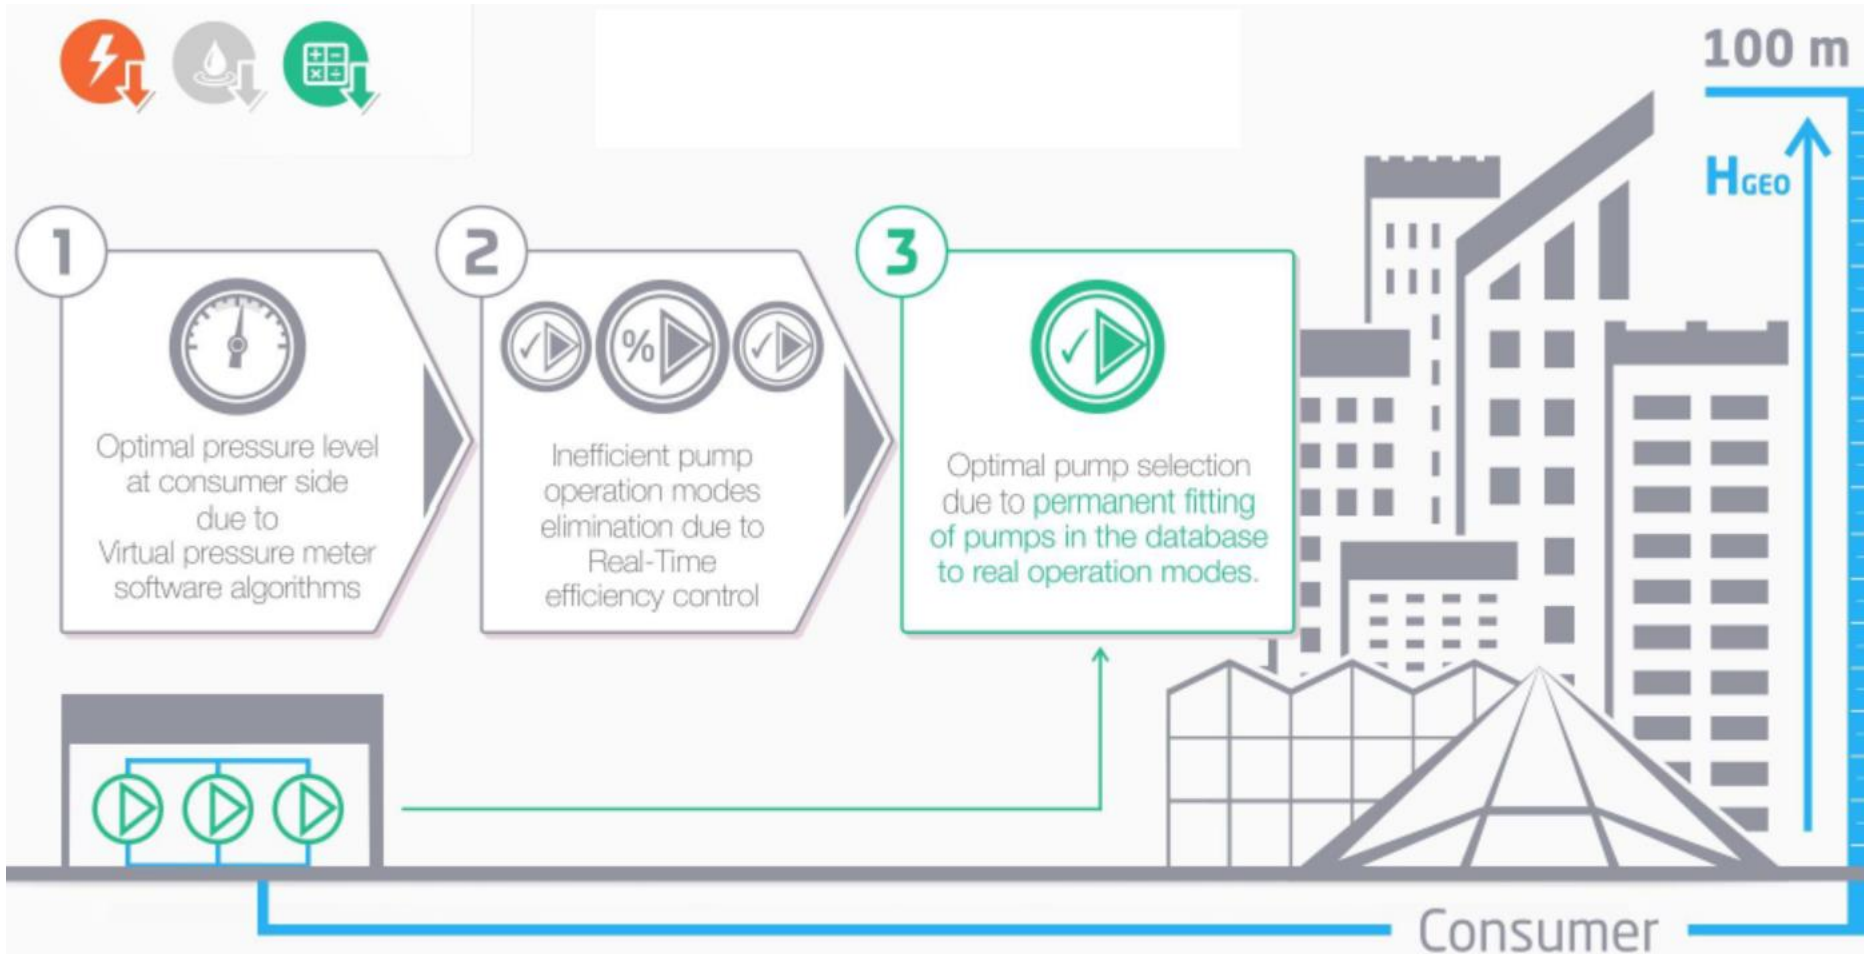 100 m
HGEO
1
Optimal pressure level
at consumer side
due to
Virtual pressure meter
software algorithms
2
%
Inefficient pump
operation modes
elimination due to
Real-Time
efficiency control
3
Optimal pump selection
due to permanent fitting
of pumps in the database
to real operation modes.
Consumer